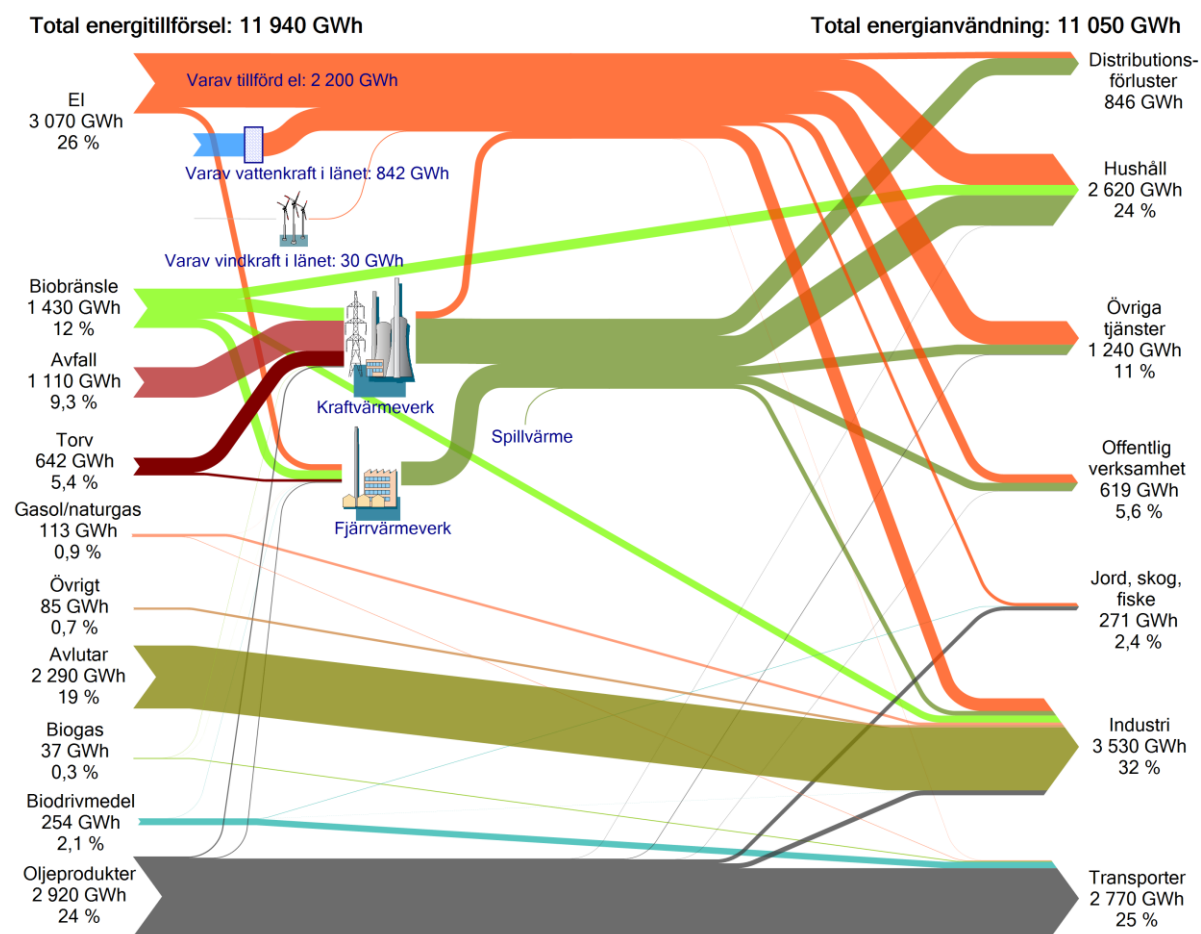 Total energitillförsel: 11 940 GWh
Total energianvändning: 11 050 GWh
El
3 070 GWh
26 %
Varav tillförd el: 2 200 GWh
Varav vattenkraft i länet: 842 GWh
Varav vindkraft i länet: 30 GWh
Biobränsle
1 430 GWh
12 %
Avfall
1 110 GWh
9,3 %
Torv
642 GWh
5,4 %
Gasol/naturgas
113 GWh
0,9 %
Övrigt
85 GWh
0,7 %
Avlutar
2 290 GWh
19 %
Biogas
37 GWh
0,3 %
Biodrivmedel
254 GWh
2,1 %
Oljeprodukter
2 920 GWh
24 %
Kraftvärmeverk
Spillvärme
Fjärrvärmeverk
Distributions-
förluster
846 GWh
Hushåll
2 620 GWh
24 %
Övriga
tjänster
1 240 GWh
11 %
Offentlig
verksamhet
619 GWh
5,6 %
Jord, skog,
fiske
271 GWh
2,4 %
Industri
3 530 GWh
32 %
Transporter
2 770 GWh
25 %